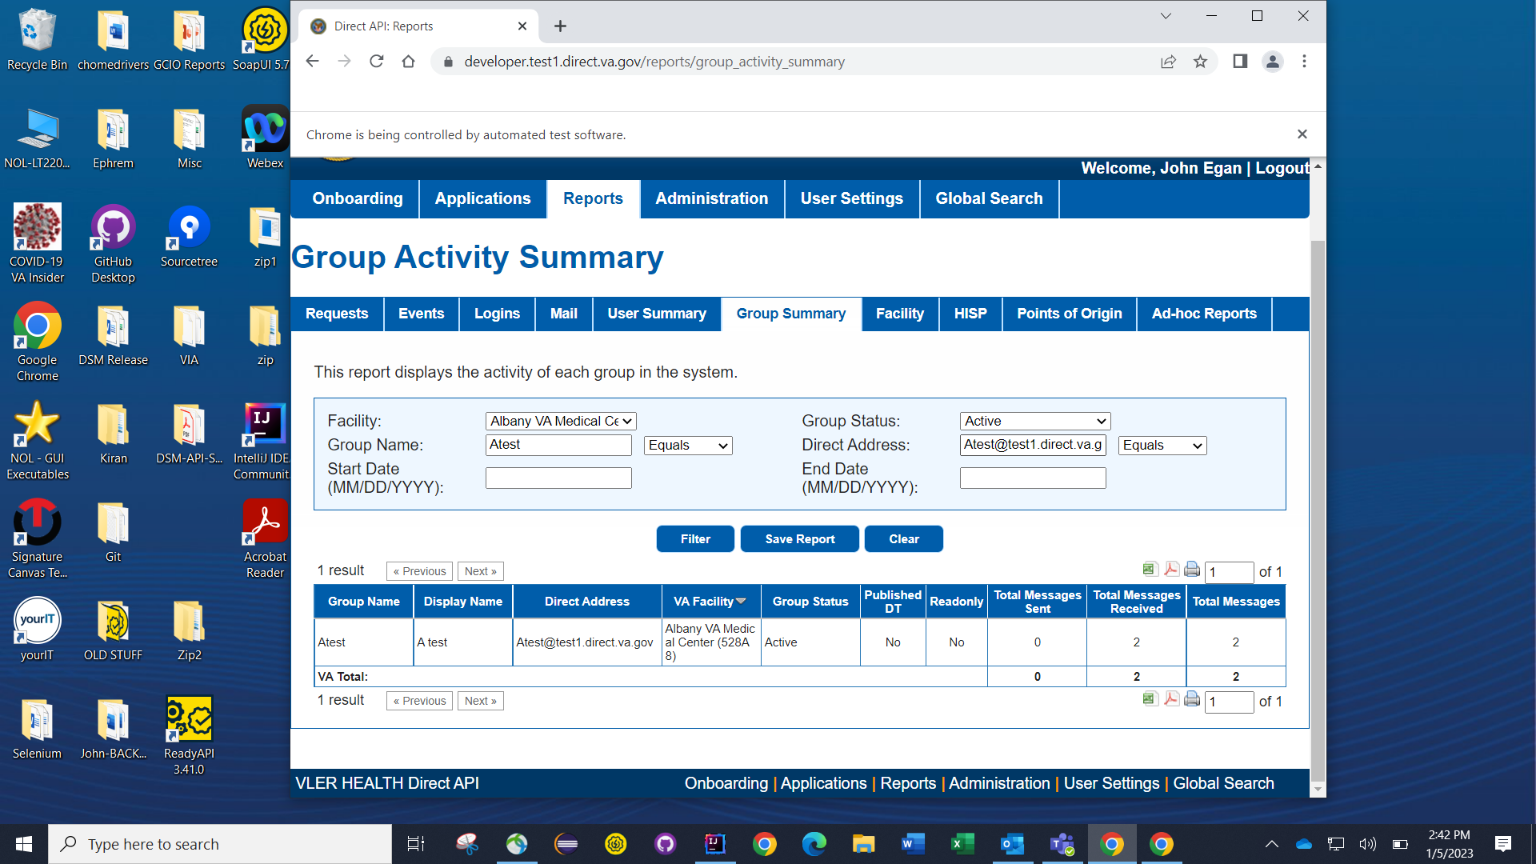 Recycle Bin
chomedrivers
GCIO Reports
SoapUI 5.7
NOL-LT220...
Ephrem
Misc
Webex
COVID-19
VA Insider
GitHub
Desktop
Sourcetree
zip1
Google
Chrome
DSM Release
VIA
zip
NOL - GUI
Executables
Kiran
DSM-API-S...
IntelliJ IDE
Communit
Signature
Canvas Te...
Git
Acrobat
Reader
yourIT
yourIT
OLD STUFF
Zip2
Selenium
John-BACK...
ReadyAPI
3.41.0
Direct API: Reports
developer.test1.direct.va.gov/reports/group_activity_summary
Chrome is being controlled by automated test software.
Welcome, John Egan | Logout
Onboarding Applications Reports Administration User Settings Global Search
Group Activity Summary
Requests Events Logins Mail User Summary Group Summary Facility HISP Points of Origin Ad-hoc Reports
This report displays the activity of each group in the system.
Facility: Albany VA Medical Ce Group Status: Active
Group Name: Atest Equals Direct Address: Atest@test1.direct.va.g Equals
Start Date
(MM/DD/YYYY):
End Date
(MM/DD/YYYY):
Filter Save Report Clear
1 result « Previous Next » 1 of 1
Group Name Display Name Direct Address VA Facility Group Status Published DT Readonly Total Messages Sent Total Messages Received Total Messages
Atest A test Atest@test1.direct.va.gov Albany VA Medic al Center (528A 8) Active No No 0 2 2
VA Total: 0 2 2
1 result « Previous Next » 1 of 1
VLER HEALTH Direct API Onboarding | Applications | Reports | Administration | User Settings | Global Search
Type here to search
2:42 PM
1/5/2023